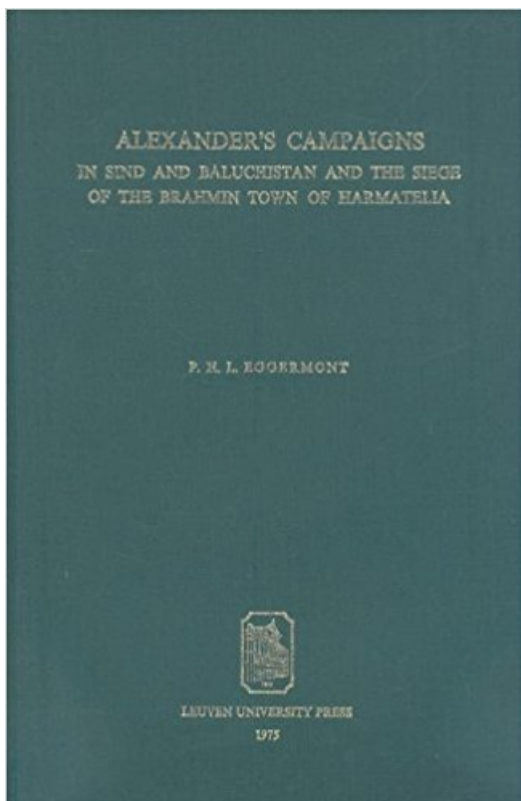 ALEXANDER'S CAMPAIGNS
IN SIND AND BALUCHISTAN AND THE SIEGE
OF THE BRAHMIN TOWN OF HARMATELIA
P. H. L. EGGERMONT
LEUVEN UNIVERSITY PRESS
1975